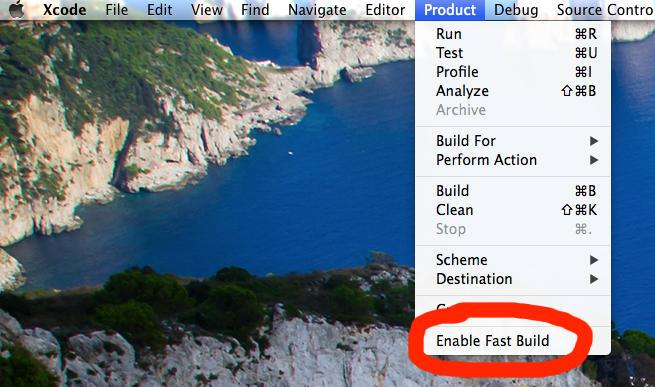 Xcode File Edit View Find Navigate Editor Product Debug Source Contro
Run ⌘R
Test ⌘U
Profile ⌘I
Analyze ⇧⌘B
Archive
Build For ▶
Perform Action ▶
Build ⌘B
Clean ⇧⌘K
Stop ⌘.
Scheme ▶
Destination ▶
Enable Fast Build